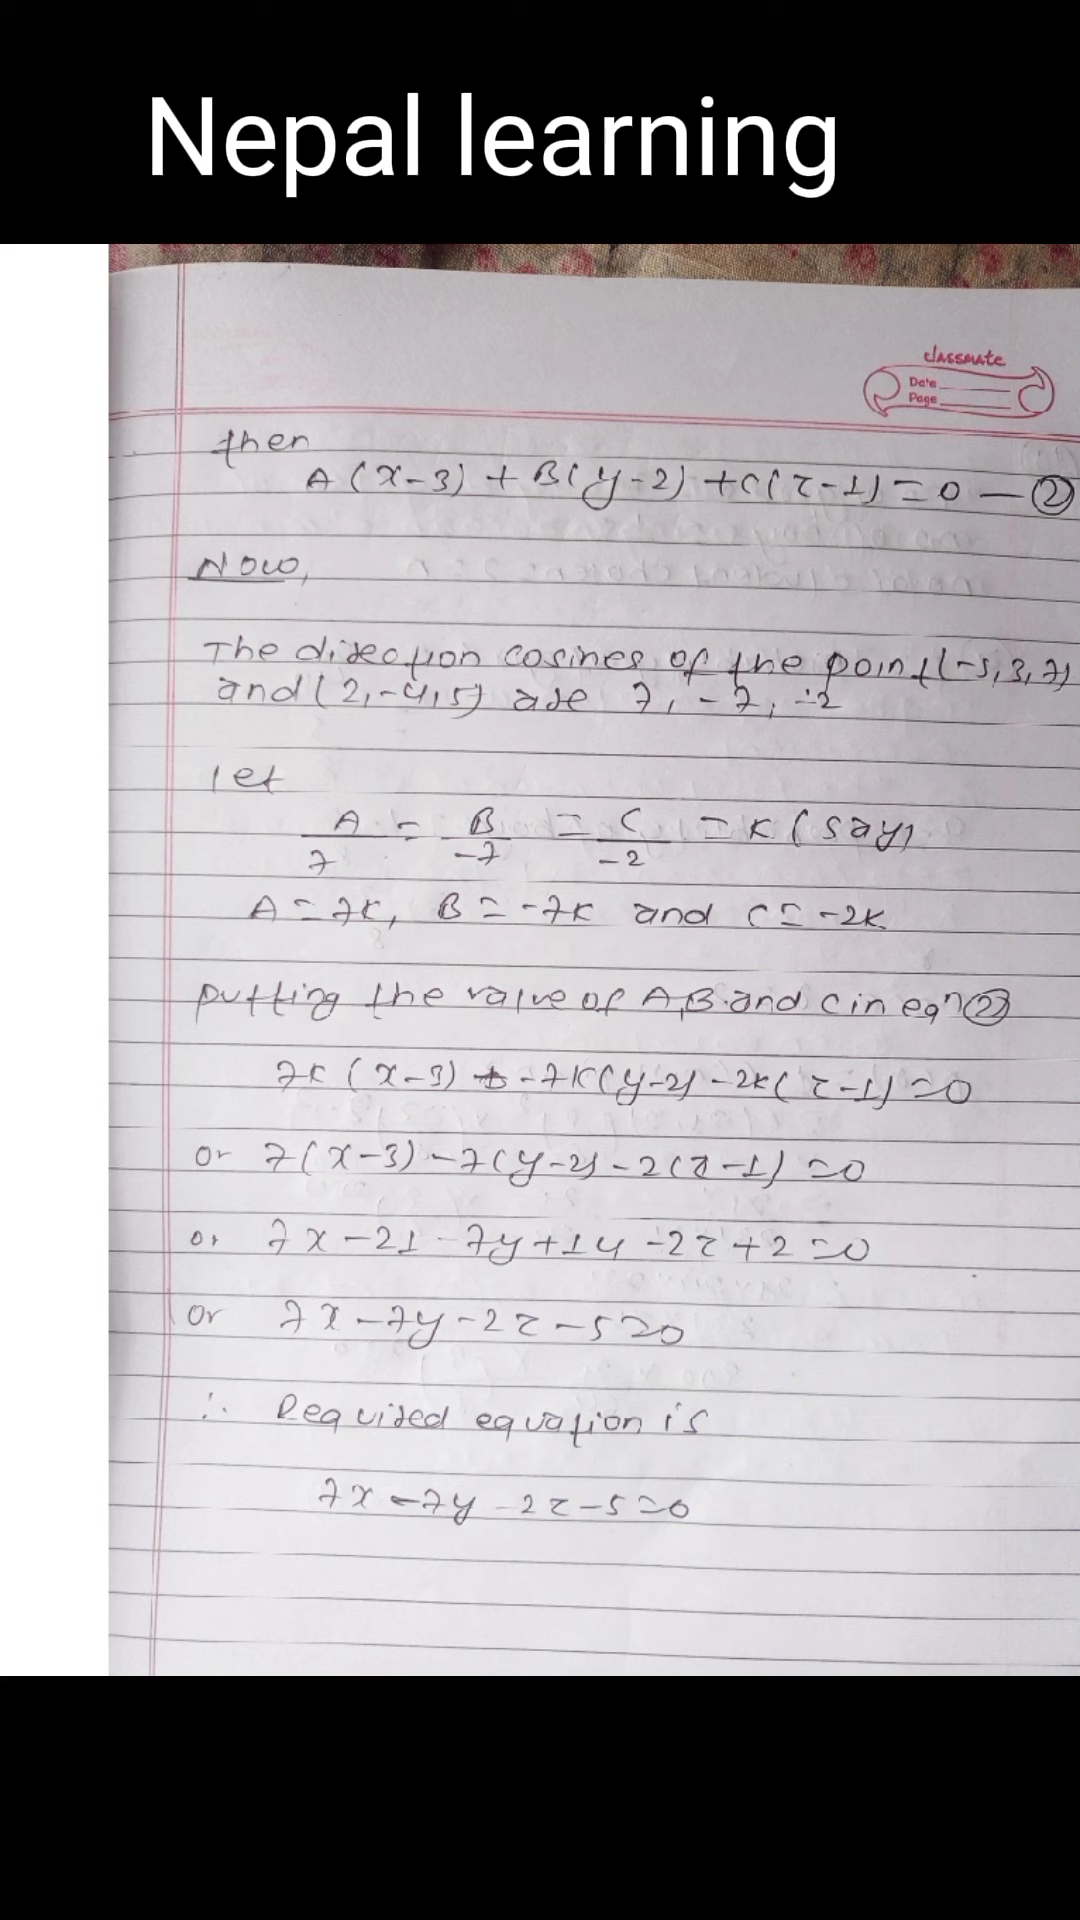 Nepal learning
classmate
Date
Page
then
A(x-3) + B(y-2) + C(z-1) = 0 — ②
Now,
The direction cosines of the point (-5, 3, 7)
and (2, -4, 5) are 7, -7, -2
let
A/7 = B/-7 = C/-2 = K (say)
A = 7K, B = -7K and C = -2K
putting the value of A, B and C in eqn ②
7K(x-3) -7K(y-2) -2K(z-1) = 0
or 7(x-3) -7(y-2) -2(z-1) = 0
or 7x -21 -7y +14 -2z +2 = 0
or 7x -7y -2z -5 = 0
∴ Required equation is
7x -7y -2z -5 = 0